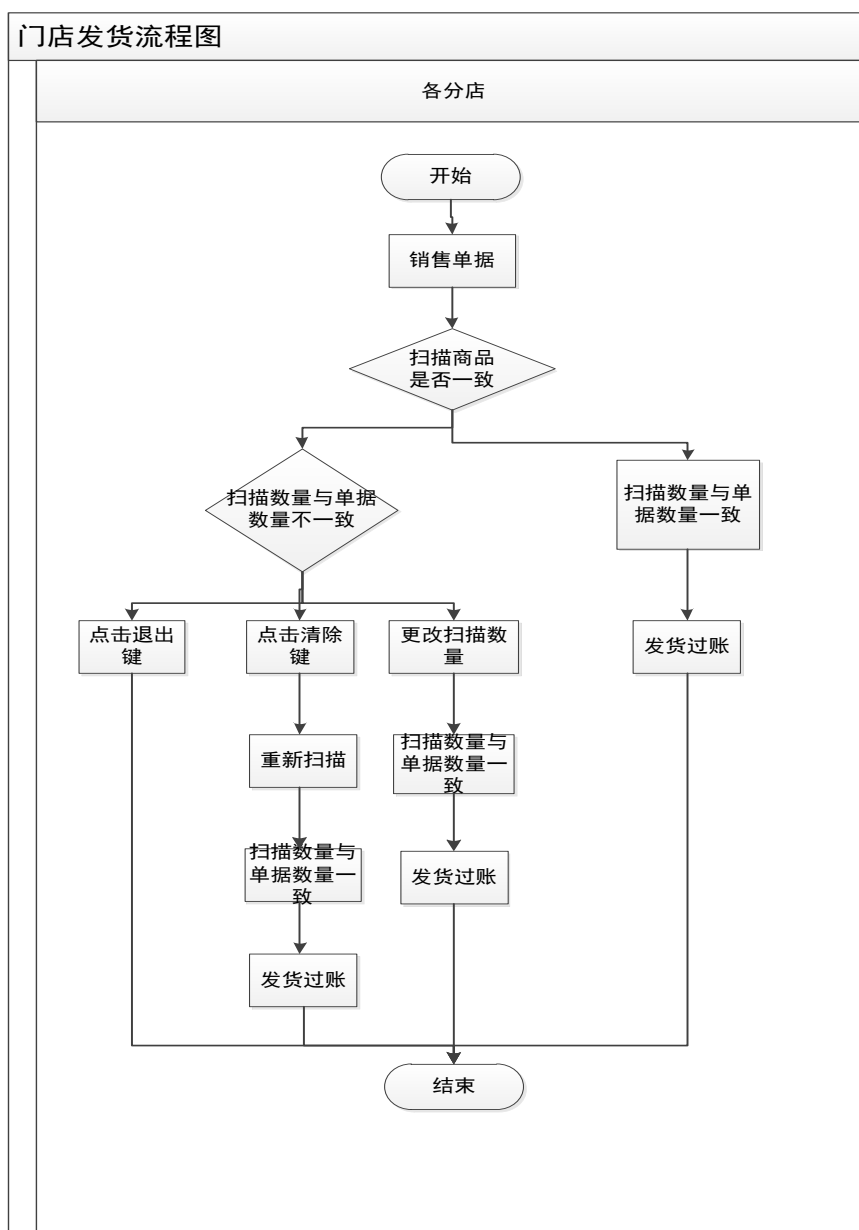 门店发货流程图
各分店
开始
销售单据
扫描商品
是否一致
扫描数量与单据
数量不一致
扫描数量与单
据数量一致
点击退出
键
点击清除
键
更改扫描数
量
发货过账
重新扫描
扫描数量与
单据数量一
致
扫描数量与
单据数量一
致
发货过账
发货过账
结束